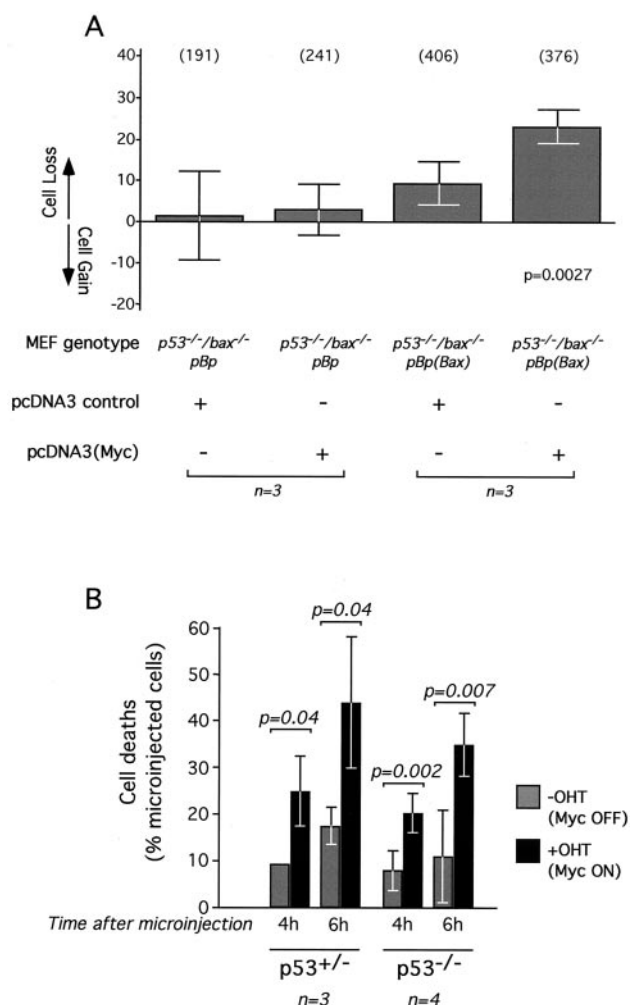 A
40 (191) (241) (406) (376)
30
20
10
0
-10
-20
Cell Loss
Cell Gain
p=0.0027
MEF genotype p53-/-/bax-/- p53-/-/bax-/- p53-/-/bax-/- p53-/-/bax-/-
pBp pBp pBp(Bax) pBp(Bax)
pcDNA3 control + - + -
pcDNA3(Myc) - + - +
n=3 n=3
B
Cell deaths
(% microinjected cells)
60
50
40
30
20
10
0
p=0.04
p=0.04
p=0.002
p=0.007
-OHT
(Myc OFF)
+OHT
(Myc ON)
Time after microinjection 4h 6h 4h 6h
p53+/- p53-/-
n=3 n=4